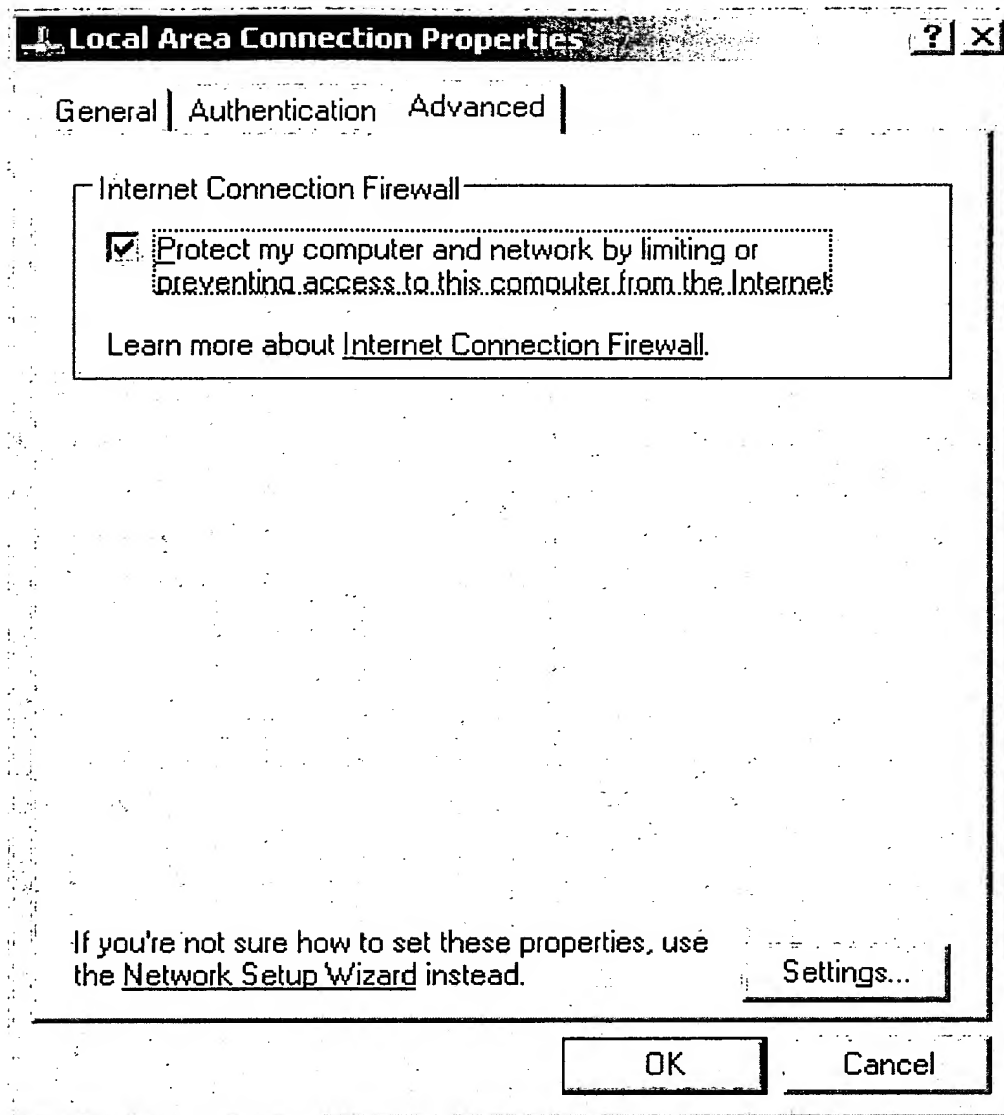 Local Area Connection Properties ? X
General Authentication Advanced
Internet Connection Firewall
Protect my computer and network by limiting or
preventing access to this computer from the Internet
Learn more about Internet Connection Firewall.
If you're not sure how to set these properties, use
the Network Setup Wizard instead.
Settings...
OK Cancel